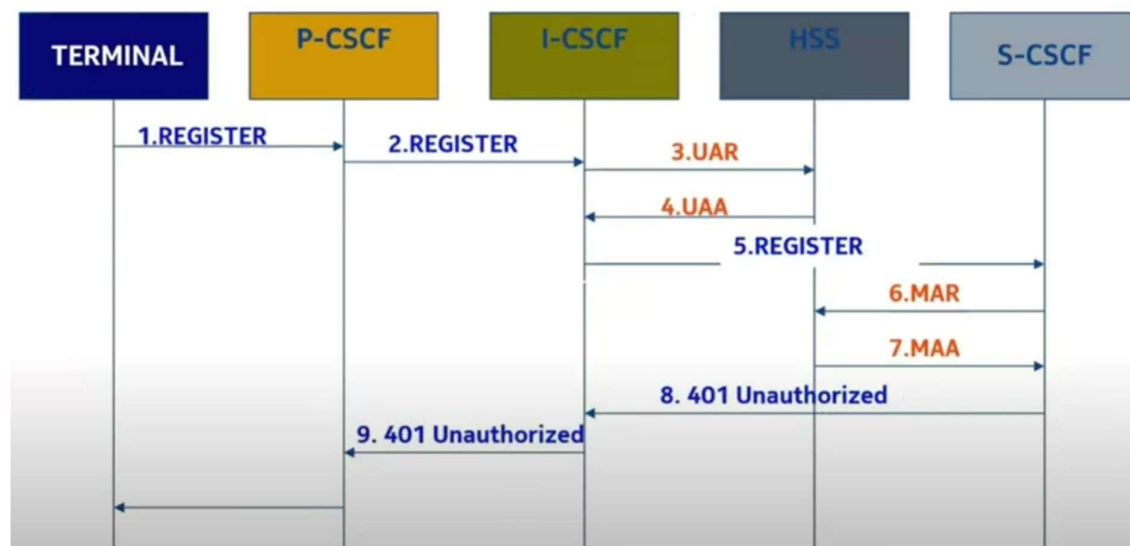 TERMINAL
P-CSCF
I-CSCF
HSS
S-CSCF
1.REGISTER
2.REGISTER
3.UAR
4.UAA
5.REGISTER
6.MAR
7.MAA
8. 401 Unauthorized
9. 401 Unauthorized